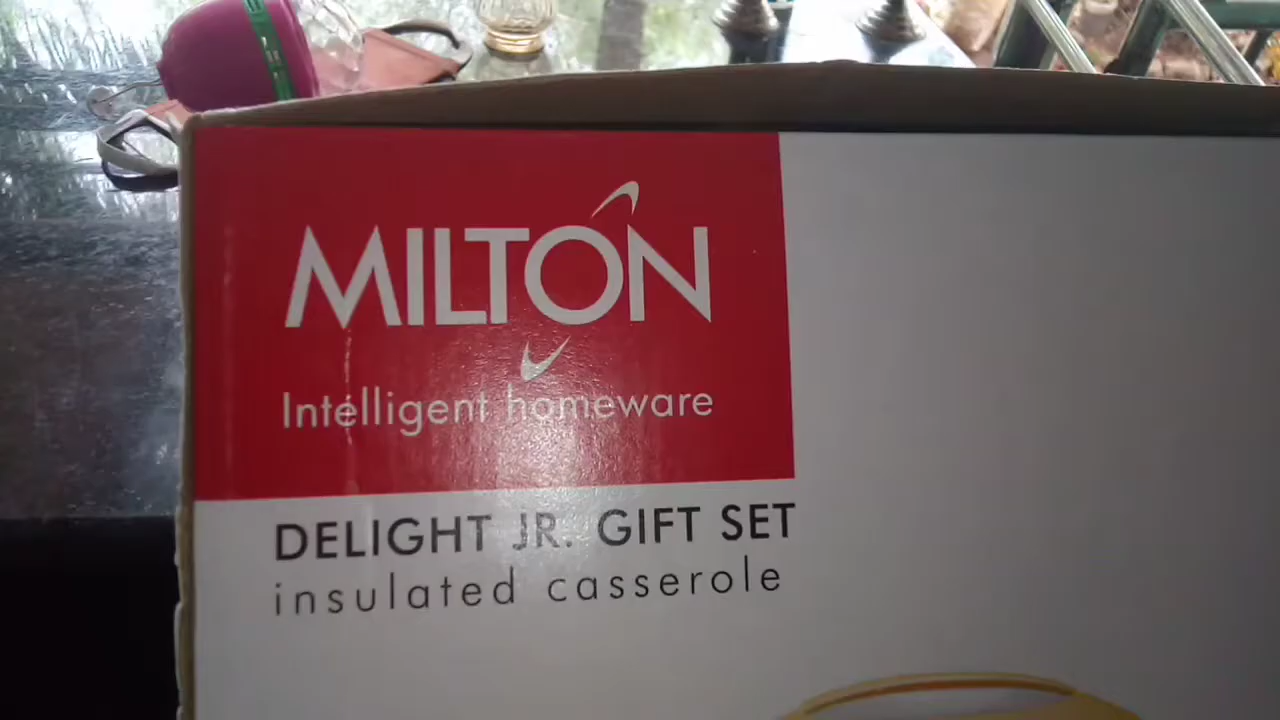 MILTON
Intelligent homeware
DELIGHT JR. GIFT SET
insulated casserole